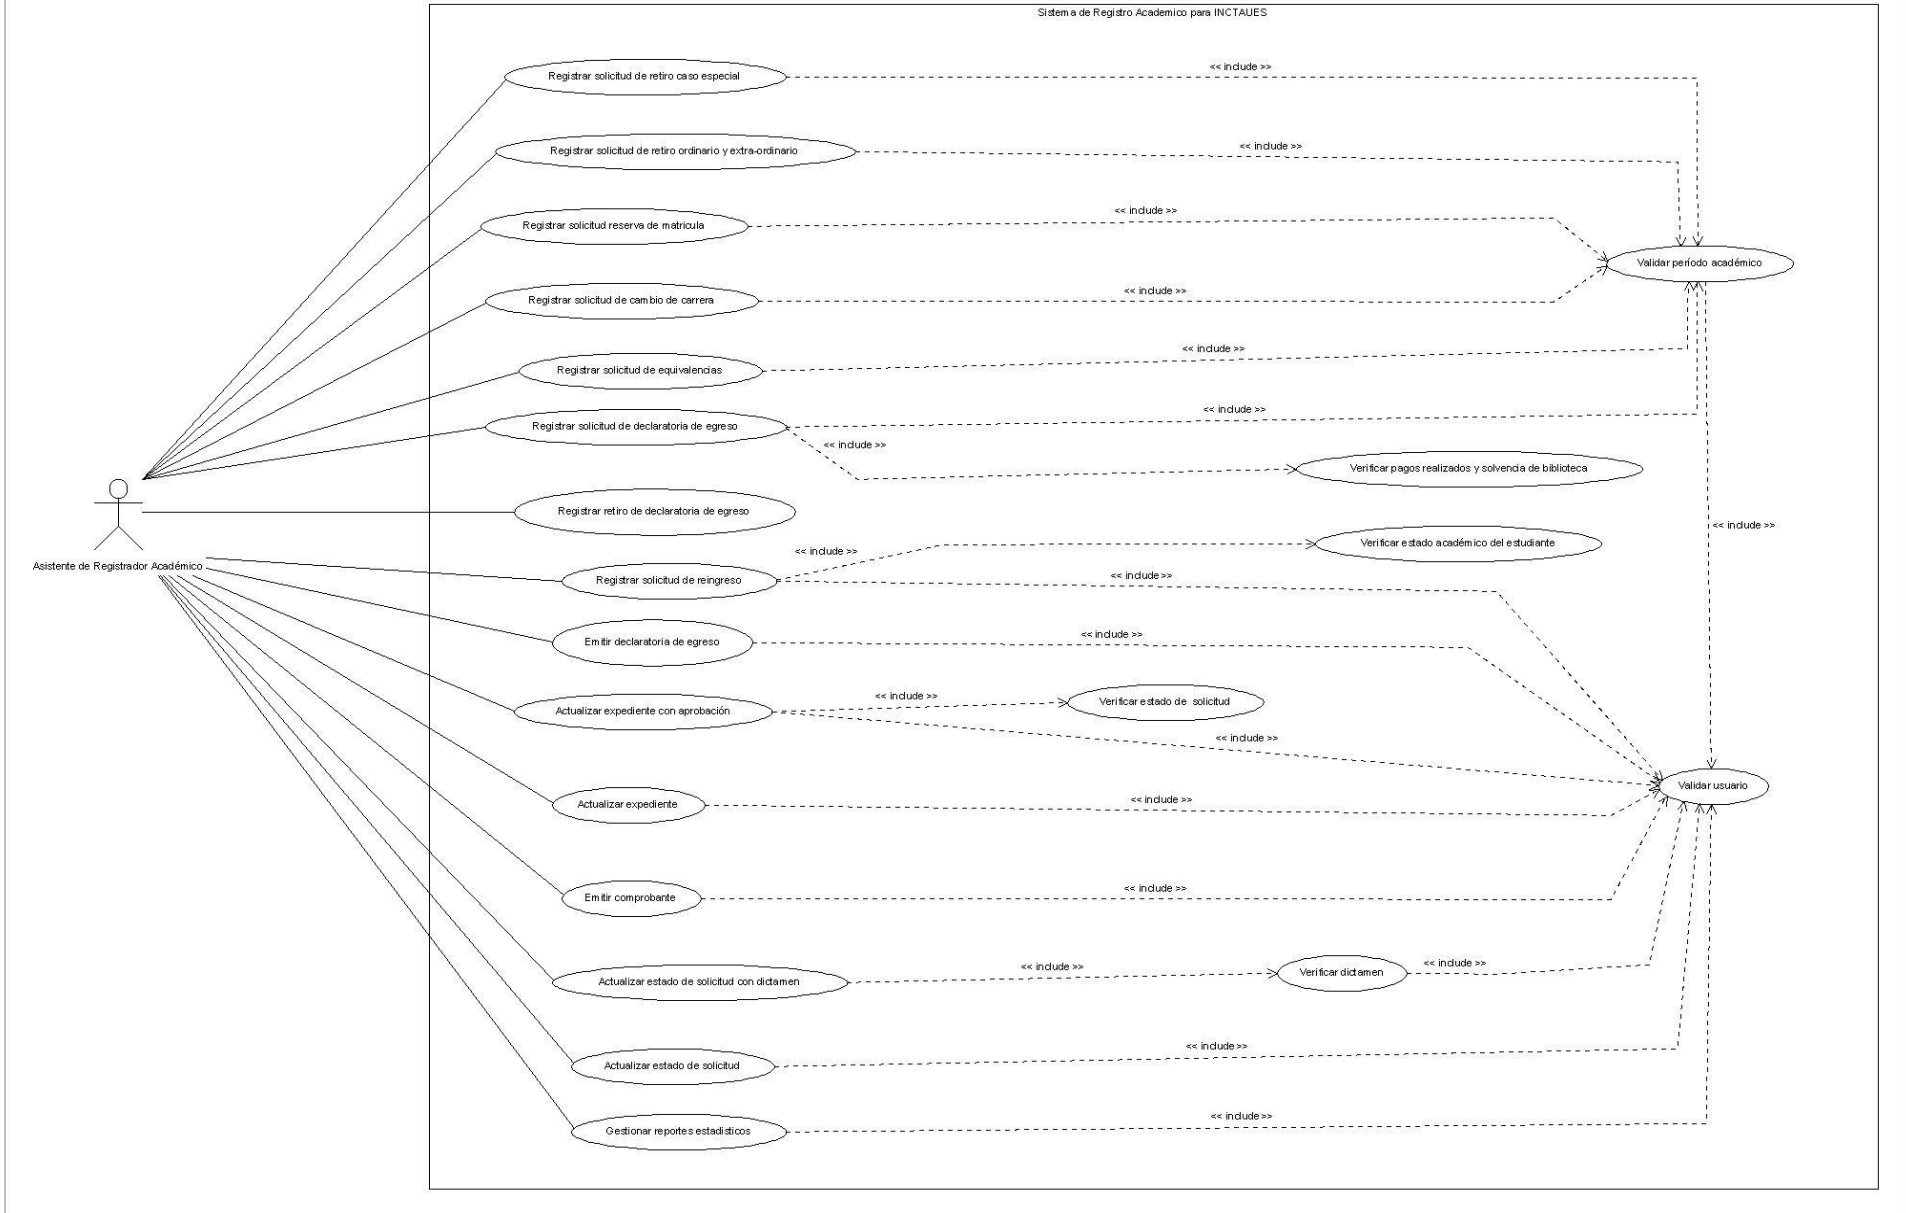 Sistema de Registro Academico para INCTAUES
Registrar solicitud de retiro caso especial
<< include >>
Registrar solicitud de retiro ordinario y extra-ordinario
<< include >>
Registrar solicitud reserva de matricula
<< include >>
Validar período académico
Registrar solicitud de cambio de carrera
<< include >>
Registrar solicitud de equivalencias
<< include >>
Registrar solicitud de declaratoria de egreso
<< include >>
<< include >>
Verificar pagos realizados y solvencia de biblioteca
Registrar retiro de declaratoria de egreso
<< include >>
Asistente de Registrador Académico
<< include >>
Verificar estado académico del estudiante
Registrar solicitud de reingreso
<< include >>
Emitir declaratoria de egreso
<< include >>
Actualizar expediente con aprobación
<< include >>
Verificar estado de solicitud
<< include >>
Validar usuario
Actualizar expediente
<< include >>
Emitir comprobante
<< include >>
Actualizar estado de solicitud con dictamen
<< include >>
Verificar dictamen
<< include >>
Actualizar estado de solicitud
<< include >>
Gestionar reportes estadisticos
<< include >>